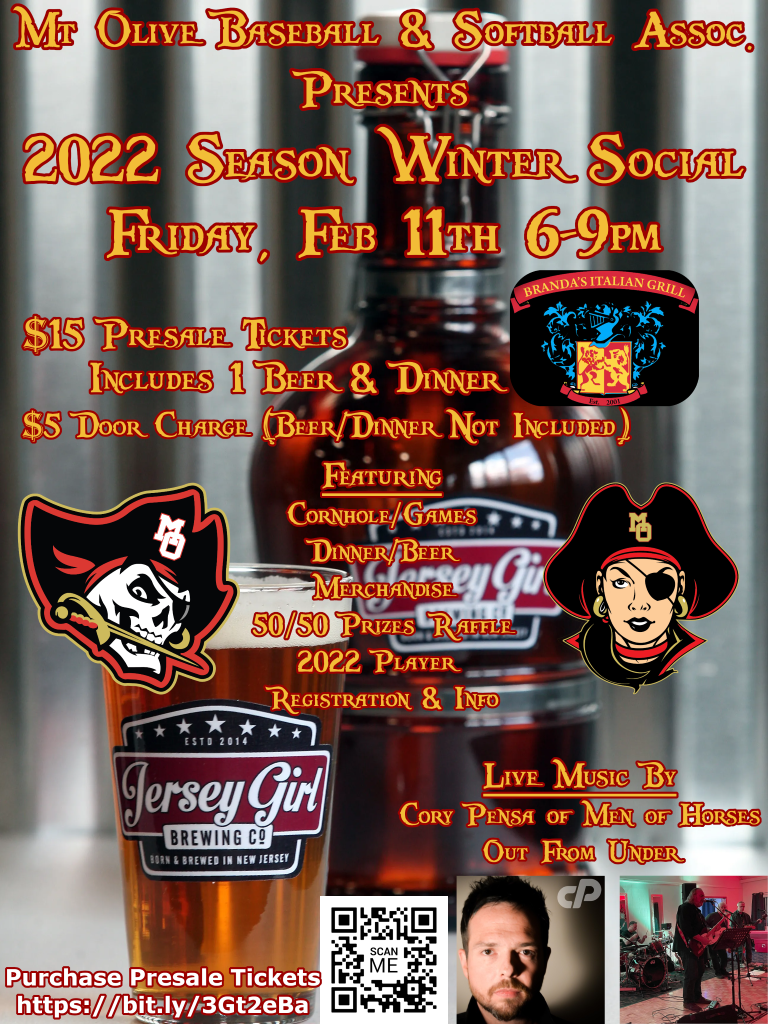 Mt Olive Baseball & Softball Assoc.
Presents
2022 Season Winter Social
Friday, Feb 11th 6-9pm
BRANDA'S ITALIAN GRILL
Est. 2001
$15 Presale Tickets
Includes 1 Beer & Dinner
$5 Door Charge (Beer/Dinner Not Included)
Featuring
Cornhole/Games
Dinner/Beer
Merchandise
50/50 Prizes Raffle
2022 Player
Registration & Info
MO
MO
Jersey Girl
ESTD 2014
Jersey Girl
BREWING Cº
BORN & BREWED IN NEW JERSEY
Live Music By
Cory Pensa of Men of Horses
Out From Under
cP
SCAN
ME
Purchase Presale Tickets
https://bit.ly/3Gt2eBa